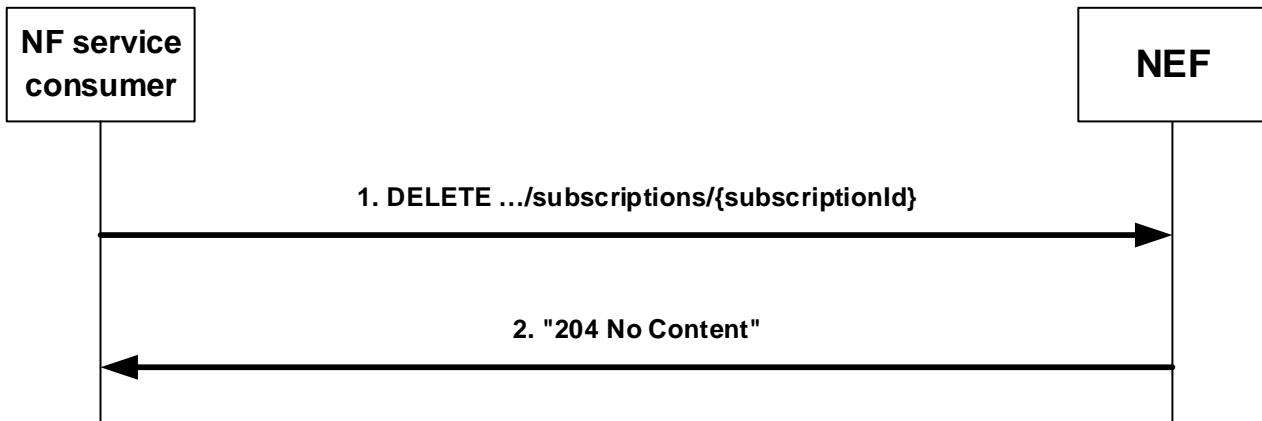 NF service
consumer
NEF
1. DELETE …/subscriptions/{subscriptionId}
2. "204 No Content"